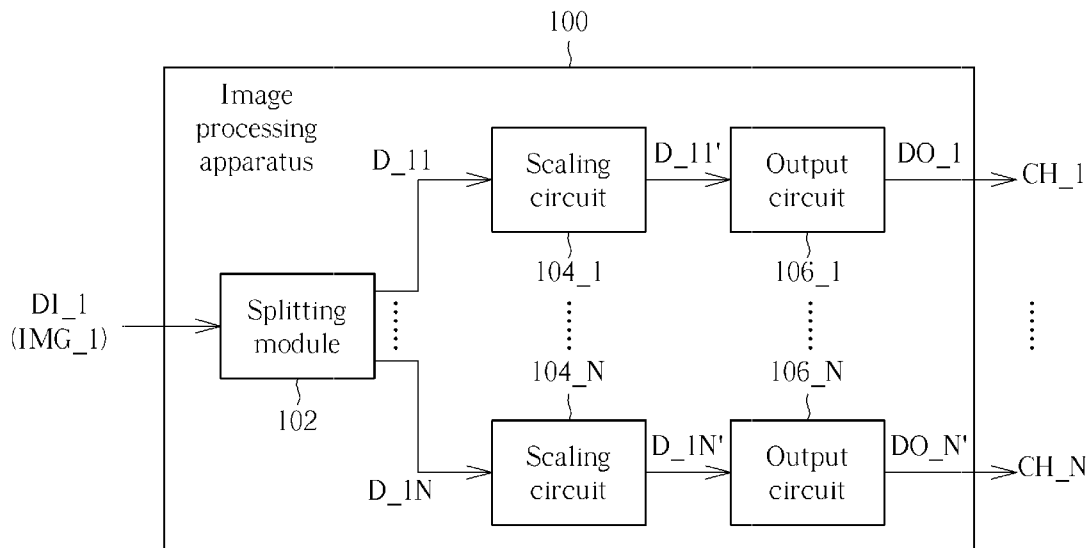 100
Image
processing
apparatus
D_11
Scaling
circuit
D_11'
Output
circuit
DO_1
CH_1
104_1
106_1
DI_1
(IMG_1)
Splitting
module
102
104_N
106_N
D_1N
Scaling
circuit
D_1N'
Output
circuit
DO_N'
CH_N